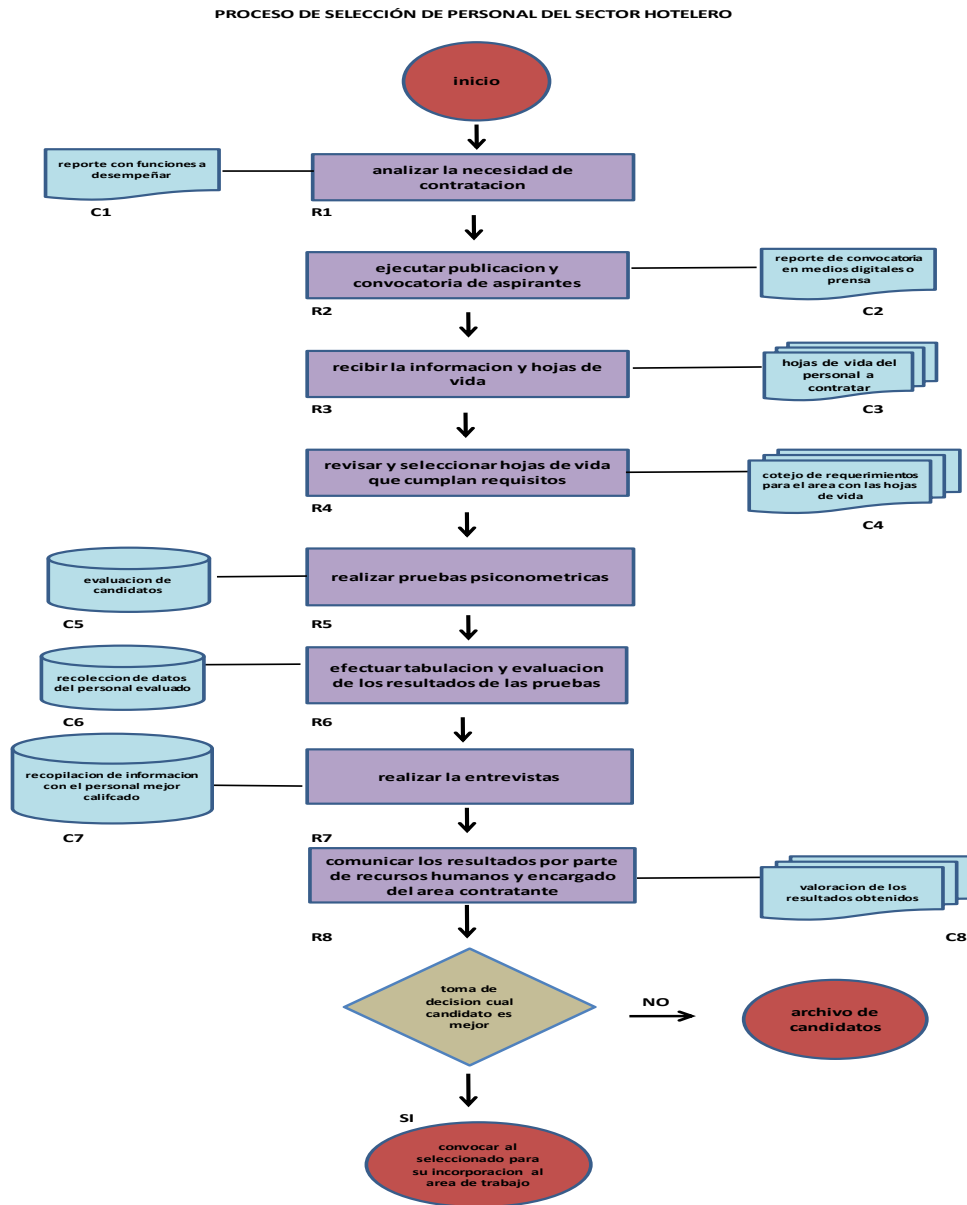 PROCESO DE SELECCIÓN DE PERSONAL DEL SECTOR HOTELERO
inicio
reporte con funciones a
desempeñar
C1
analizar la necesidad de
contratacion
R1
ejecutar publicacion y
convocatoria de aspirantes
R2
reporte de convocatoria
en medios digitales o
prensa
C2
recibir la informacion y hojas de
vida
R3
hojas de vida del
personal a
contratar
C3
revisar y seleccionar hojas de vida
que cumplan requisitos
R4
cotejo de requerimientos
para el area con las hojas
de vida
C4
evaluacion de
candidatos
C5
realizar pruebas psiconometricas
R5
recoleccion de datos
del personal evaluado
C6
efectuar tabulacion y evaluacion
de los resultados de las pruebas
R6
recopilacion de informacion
con el personal mejor
califcado
C7
realizar la entrevistas
R7
comunicar los resultados por parte
de recursos humanos y encargado
del area contratante
R8
valoracion de los
resultados obtenidos
C8
toma de
decision cual
candidato es
mejor
NO
archivo de
candidatos
SI
convocar al
seleccionado para
su incorporacion al
area de trabajo